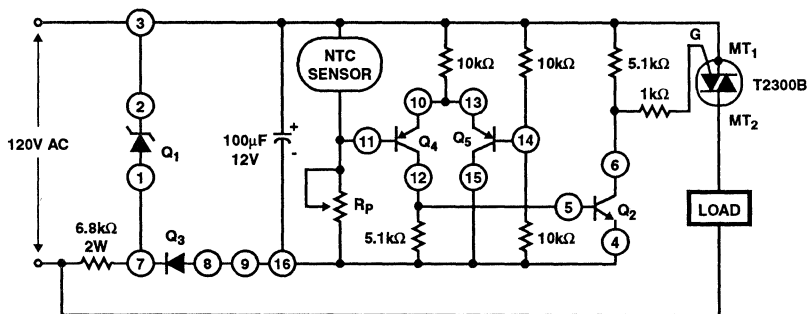 3
NTC
SENSOR
10kΩ
10kΩ
5.1kΩ
G
MT1
1kΩ
T2300B
MT2
2
10
13
120V AC
Q1
100μF
12V
+
-
11
Q4
Q5
14
1
12
15
6
RP
5
Q2
LOAD
6.8kΩ
2W
Q3
5.1kΩ
10kΩ
4
7
8
9
16